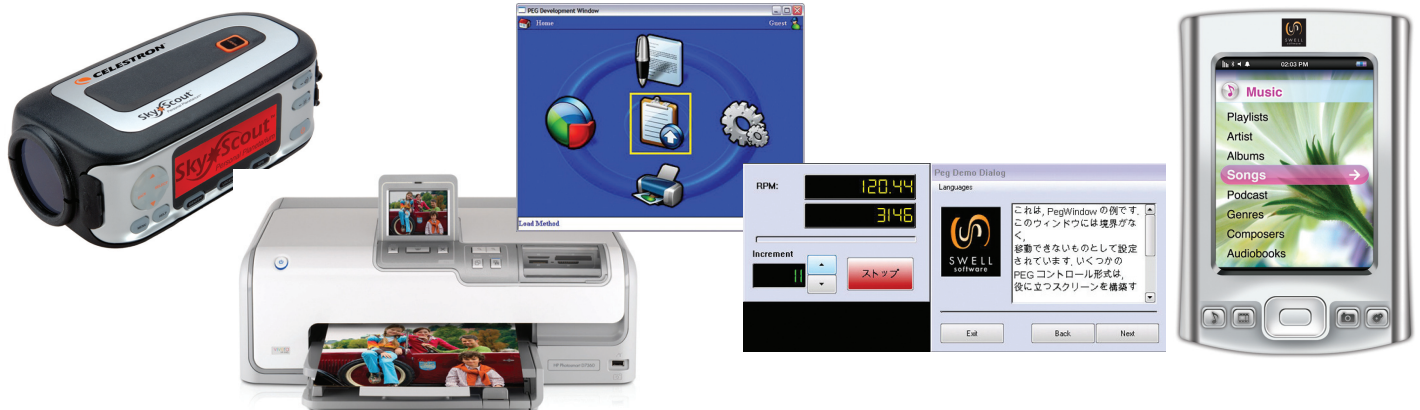 CELESTRON
SkyScout
Personal Planetarium
SkyScout
Personal Planetarium
PEG Development Window
Home
Guest
Load Method
RPM:
120.44
3146
Increment
11
ストップ
Peg Demo Dialog
Languages
SWELL
software
これは, PegWindow の例です.
このウィンドウには境界がな
く,
移動できないものとして設定
されています. いくつかの
PEG コントロール形式は,
役に立つスクリーンを構築す
Exit
Back
Next
SWELL
02:03 PM
Music
Playlists
Artist
Albums
Songs
Podcast
Genres
Composers
Audiobooks